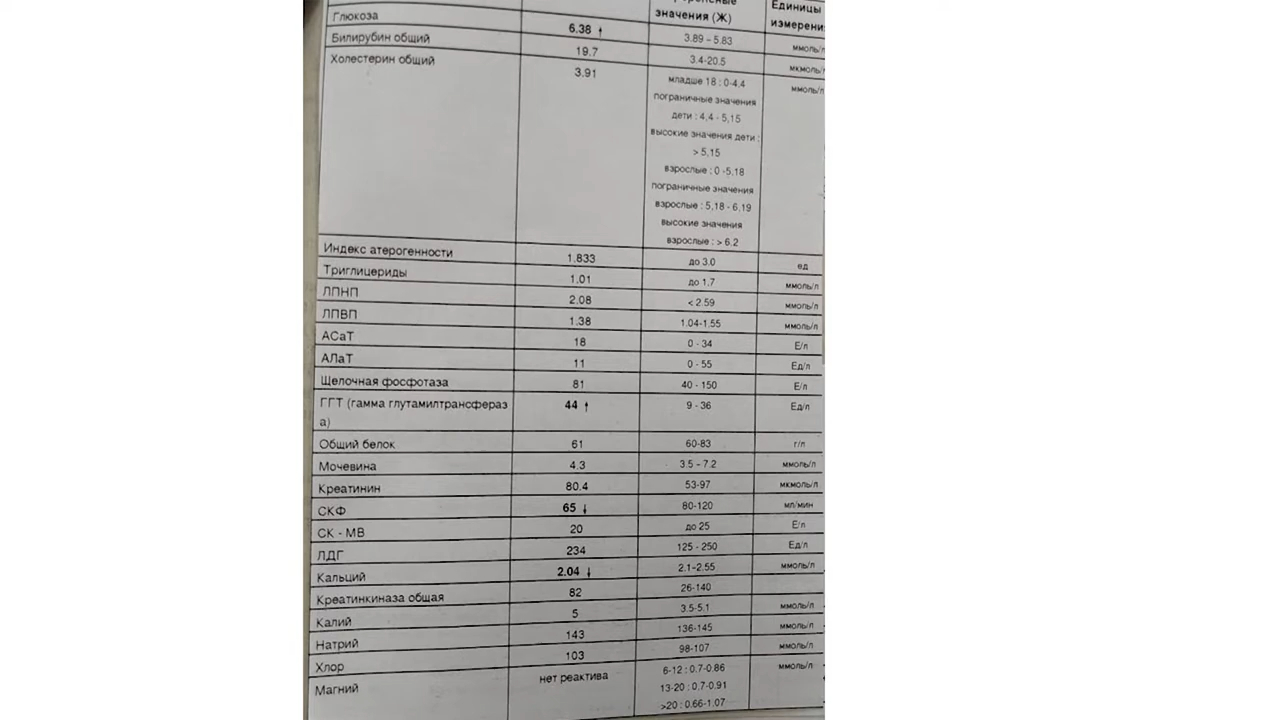 значения (Ж) Единицы
Глюкоза 6.38 ↑ 3.89 – 5.83 ммоль/л
Билирубин общий 19.7 3.4-20.5 мкмоль/л
Холестерин общий 3.91 младше 18 : 0-4,4 ммоль/л
пограничные значения
дети : 4,4 - 5,15
высокие значения дети :
> 5,15
взрослые : 0 -5,18
пограничные значения
взрослые : 5,18 - 6,19
высокие значения
взрослые : > 6.2
Индекс атерогенности 1.833 до 3.0 ед
Триглицериды 1.01 до 1.7 ммоль/л
ЛПНП 2.08 < 2.59 ммоль/л
ЛПВП 1.38 1.04-1.55 ммоль/л
АСаТ 18 0 - 34 Е/л
АЛаТ 11 0 - 55 Ед/л
Щелочная фосфотаза 81 40 - 150 Е/л
ГГТ (гамма глутамилтрансфераз 44 ↑ 9 - 36 Ед/л
а)
Общий белок 61 60-83 г/л
Мочевина 4.3 3.5 – 7.2 ммоль/л
Креатинин 80.4 53-97 мкмоль/л
СКФ 65 ↓ 80-120 мл/мин
СК - МВ 20 до 25 Е/л
ЛДГ 234 125 - 250 Ед/л
Кальций 2.04 ↓ 2.1–2.55 ммоль/л
Креатинкиназа общая 82 26-140
Калий 5 3.5-5.1 ммоль/л
Натрий 143 136-145 ммоль/л
Хлор 103 98-107 ммоль/л
Магний нет реактива 6-12 : 0.7-0.86 ммоль/л
13-20 : 0.7-0.91
>20 : 0.66-1.07